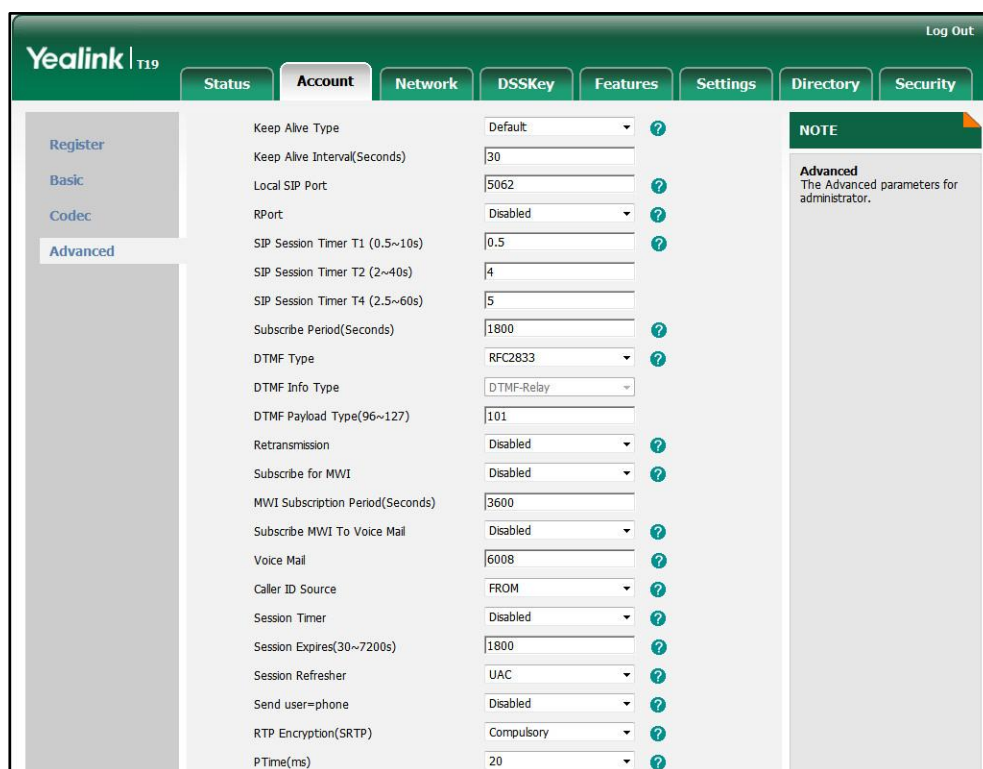 Log Out
Yealink T19
Status Account Network DSSKey Features Settings Directory Security
Register
Basic
Codec
Advanced
Keep Alive Type Default
Keep Alive Interval(Seconds) 30
Local SIP Port 5062
RPort Disabled
SIP Session Timer T1 (0.5~10s) 0.5
SIP Session Timer T2 (2~40s) 4
SIP Session Timer T4 (2.5~60s) 5
Subscribe Period(Seconds) 1800
DTMF Type RFC2833
DTMF Info Type DTMF-Relay
DTMF Payload Type(96~127) 101
Retransmission Disabled
Subscribe for MWI Disabled
MWI Subscription Period(Seconds) 3600
Subscribe MWI To Voice Mail Disabled
Voice Mail 6008
Caller ID Source FROM
Session Timer Disabled
Session Expires(30~7200s) 1800
Session Refresher UAC
Send user=phone Disabled
RTP Encryption(SRTP) Compulsory
PTime(ms) 20
NOTE
Advanced
The Advanced parameters for
administrator.